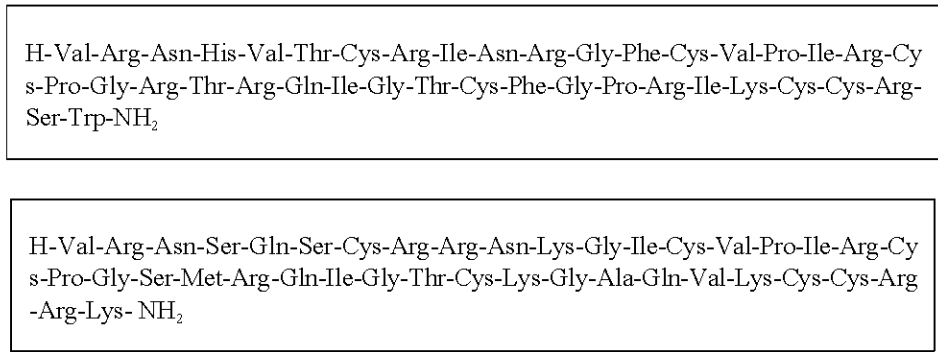 H-Val-Arg-Asn-His-Val-Thr-Cys-Arg-Ile-Asn-Arg-Gly-Phe-Cys-Val-Pro-Ile-Arg-Cy
s-Pro-Gly-Arg-Thr-Arg-Gln-Ile-Gly-Thr-Cys-Phe-Gly-Pro-Arg-Ile-Lys-Cys-Cys-Arg-
Ser-Trp-NH₂
H-Val-Arg-Asn-Ser-Gln-Ser-Cys-Arg-Arg-Asn-Lys-Gly-Ile-Cys-Val-Pro-Ile-Arg-Cy
s-Pro-Gly-Ser-Met-Arg-Gln-Ile-Gly-Thr-Cys-Lys-Gly-Ala-Gln-Val-Lys-Cys-Cys-Arg
-Arg-Lys- NH₂